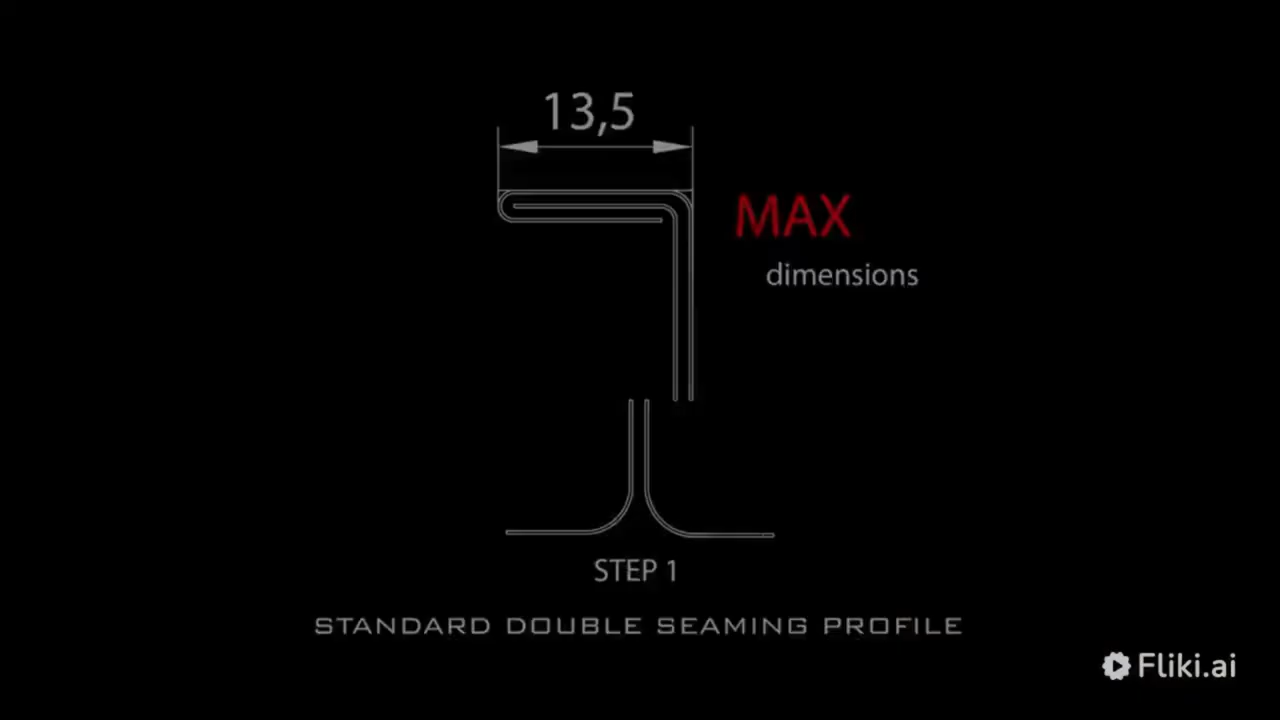 13,5
MAX
dimensions
STEP 1
STANDARD DOUBLE SEAMING PROFILE
Fliki.ai